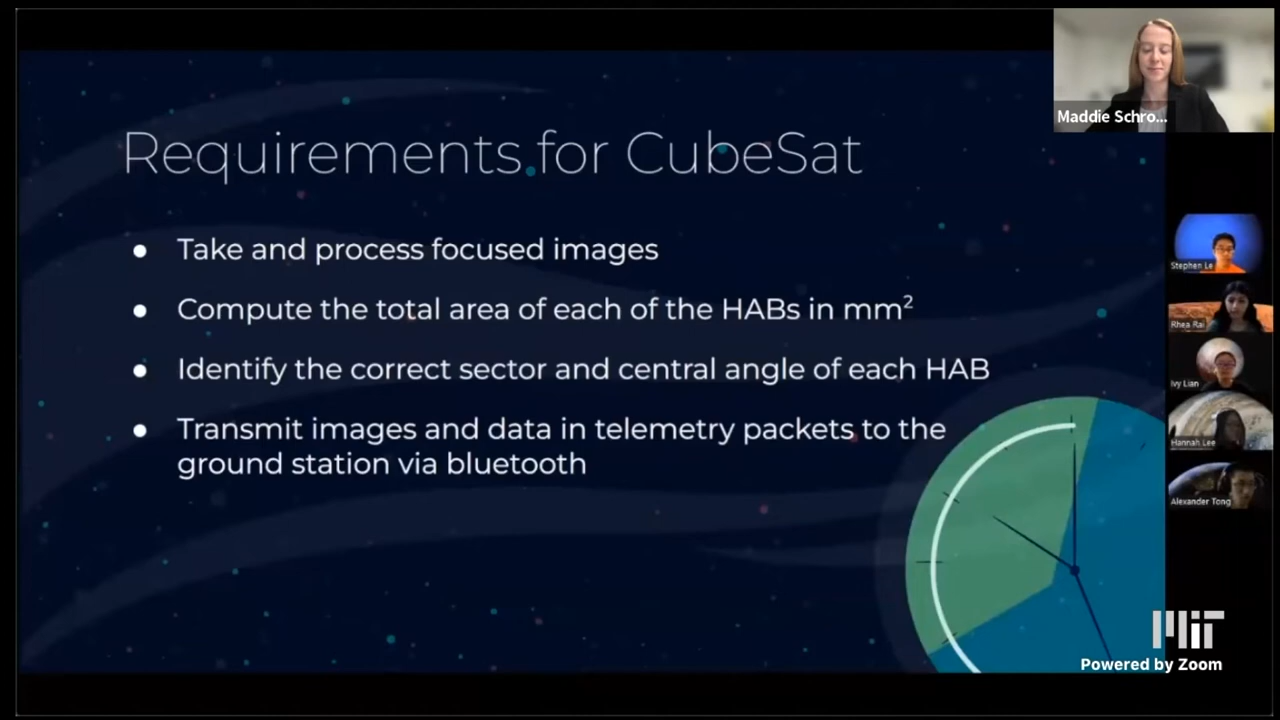 Maddie Schro...
Requirements for CubeSat
● Take and process focused images
● Compute the total area of each of the HABs in mm²
● Identify the correct sector and central angle of each HAB
● Transmit images and data in telemetry packets to the
ground station via bluetooth
Stephen Le
Rhea Rai
Ivy Lian
Hannah Lee
Alexander Tong
MIT
Powered by Zoom